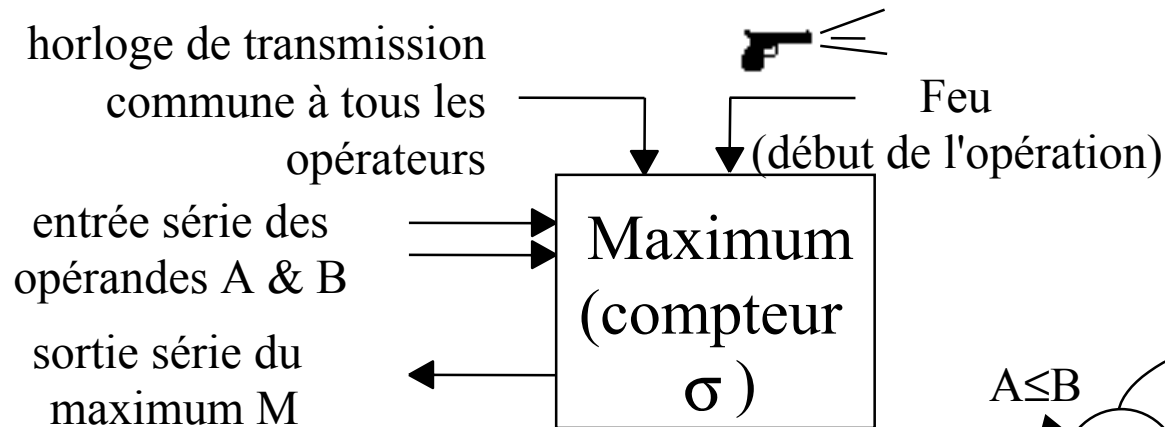 horloge de transmission
commune à tous les
opérateurs
Feu
(début de l'opération)
entrée série des
opérandes A & B
sortie série du
maximum M
Maximum
(compteur
σ )
A≤B